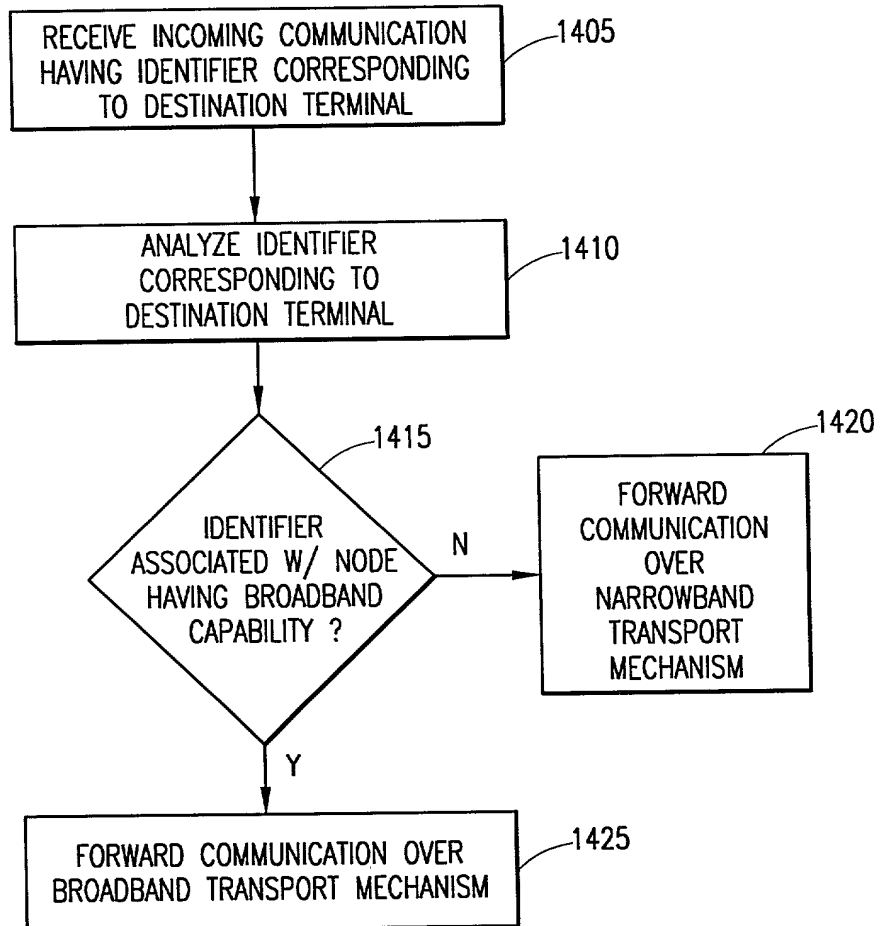 RECEIVE INCOMING COMMUNICATION
HAVING IDENTIFIER CORRESPONDING
TO DESTINATION TERMINAL
1405
ANALYZE IDENTIFIER
CORRESPONDING TO
DESTINATION TERMINAL
1410
1415
IDENTIFIER
ASSOCIATED W/ NODE
HAVING BROADBAND
CAPABILITY ?
N
1420
FORWARD
COMMUNICATION
OVER
NARROWBAND
TRANSPORT
MECHANISM
Y
FORWARD COMMUNICATION OVER
BROADBAND TRANSPORT MECHANISM
1425